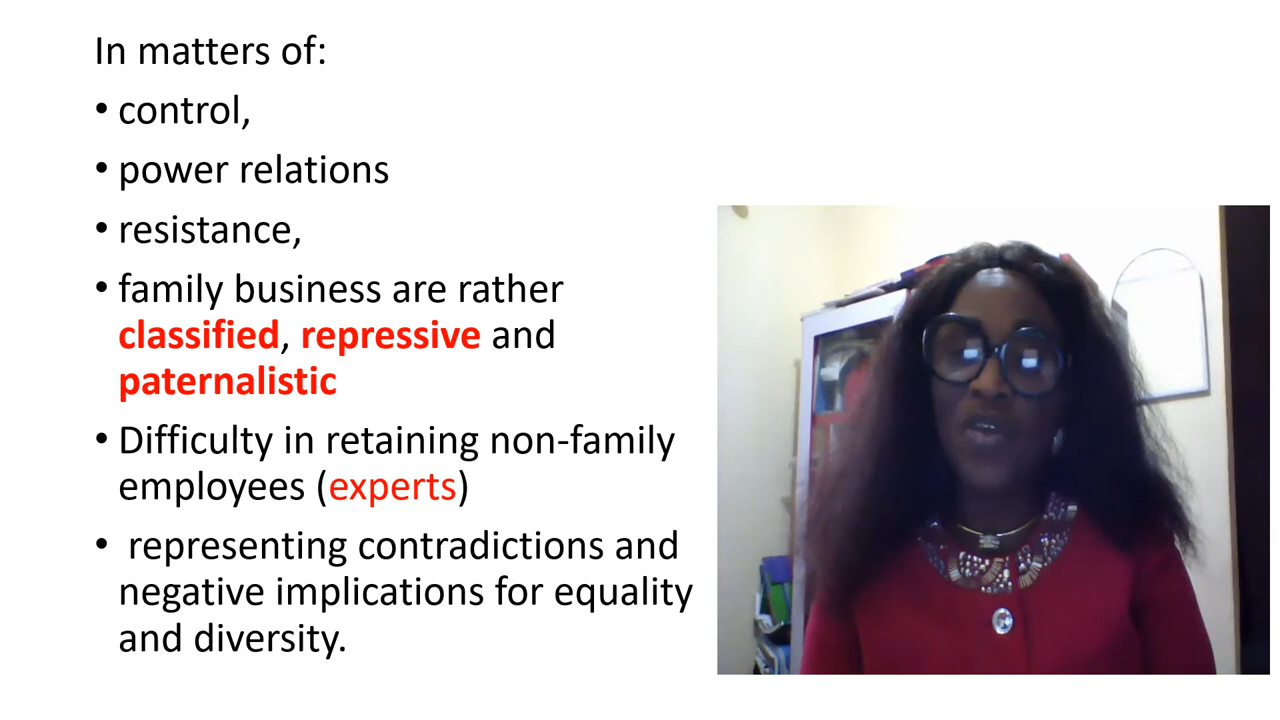 In matters of:
• control,
• power relations
• resistance,
• family business are rather
classified, repressive and
paternalistic
• Difficulty in retaining non-family
employees (experts)
• representing contradictions and
negative implications for equality
and diversity.